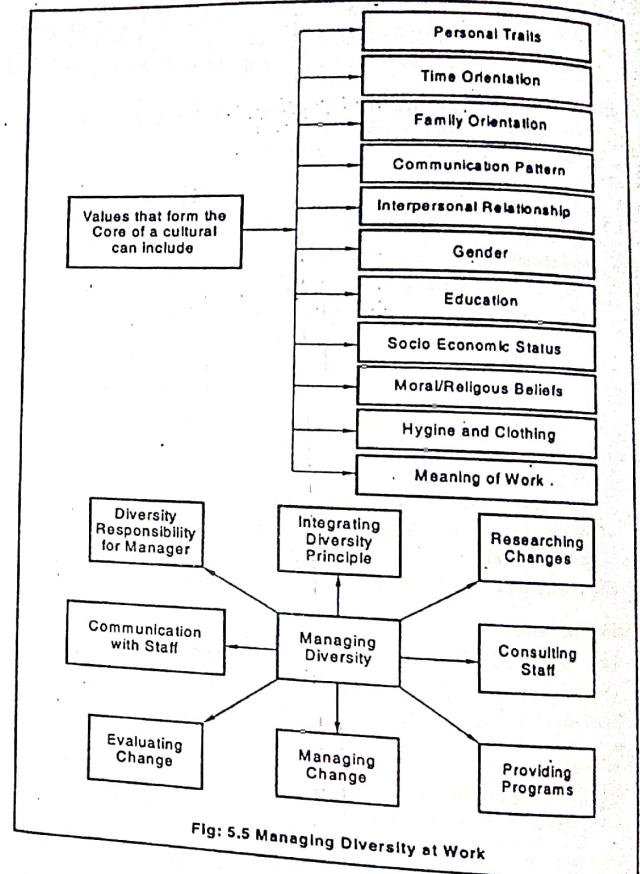 Personal Traits
Time Orientation
Family Orientation
Communication Pattern
Values that form the
Core of a cultural
can include
Interpersonal Relationship
Gender
Education
Socio Economic Status
Moral/Religous Beliefs
Hygine and Clothing
Meaning of Work
Diversity
Responsibility
for Manager
Integrating
Diversity
Principle
Researching
Changes
Communication
with Staff
Managing
Diversity
Consulting
Staff
Evaluating
Change
Managing
Change
Providing
Programs
Fig: 5.5 Managing Diversity at Work